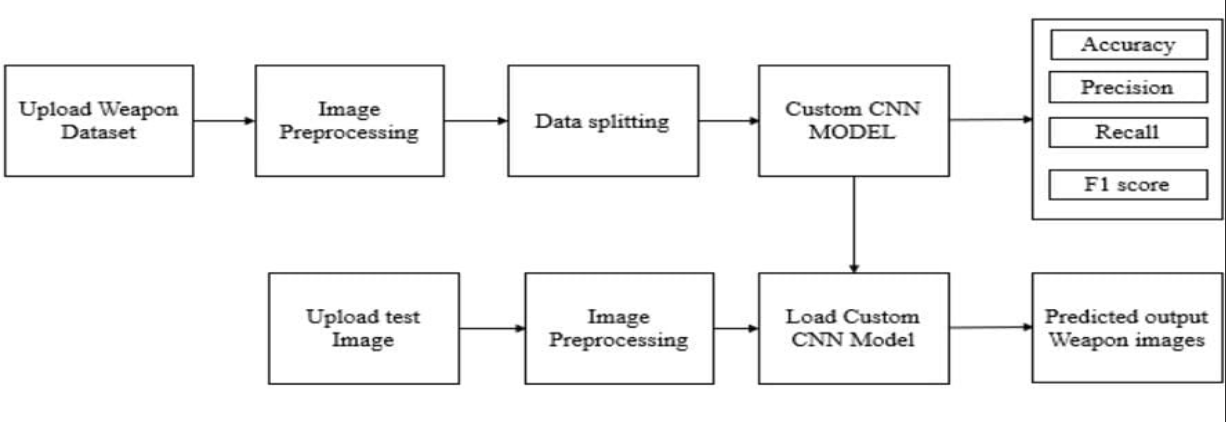 Upload Weapon
Dataset
Image
Preprocessing
Data splitting
Custom CNN
MODEL
Accuracy
Precision
Recall
F1 score
Upload test
Image
Image
Preprocessing
Load Custom
CNN Model
Predicted output
Weapon images